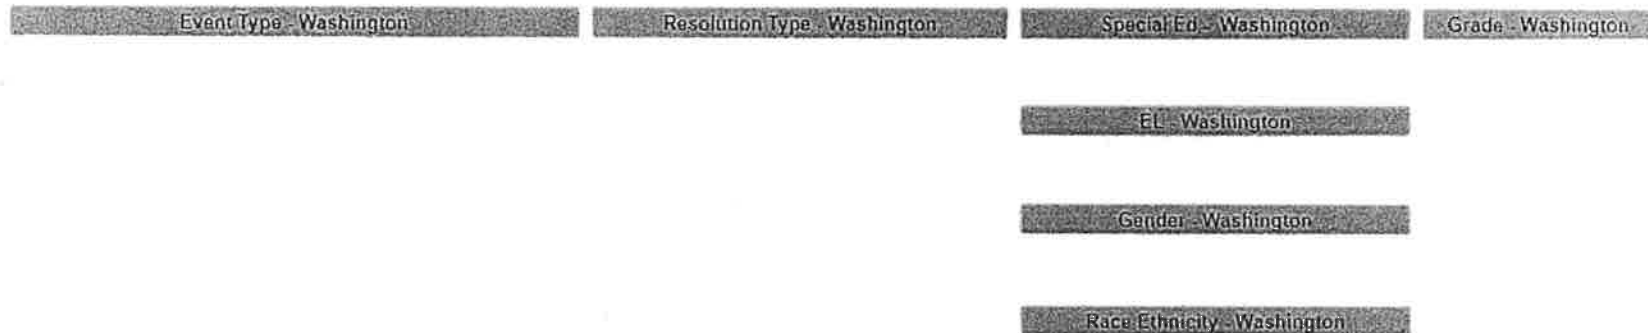 Event Type - Washington
Resolution Type - Washington
Special Ed - Washington
Grade - Washington
EL - Washington
Gender - Washington
Race Ethnicity - Washington